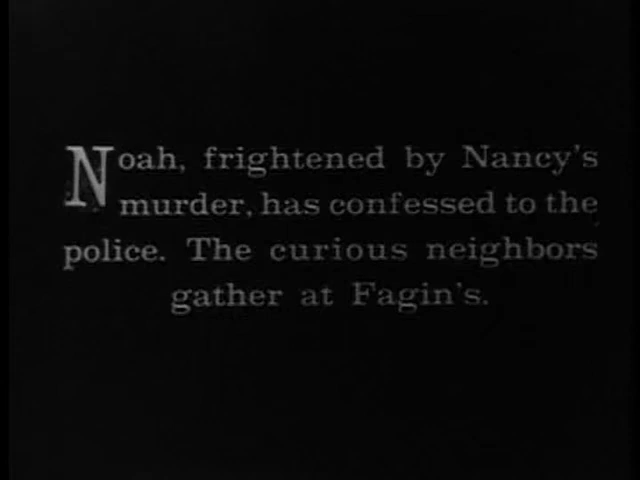 Noah, frightened by Nancy's
murder, has confessed to the
police. The curious neighbors
gather at Fagin's.